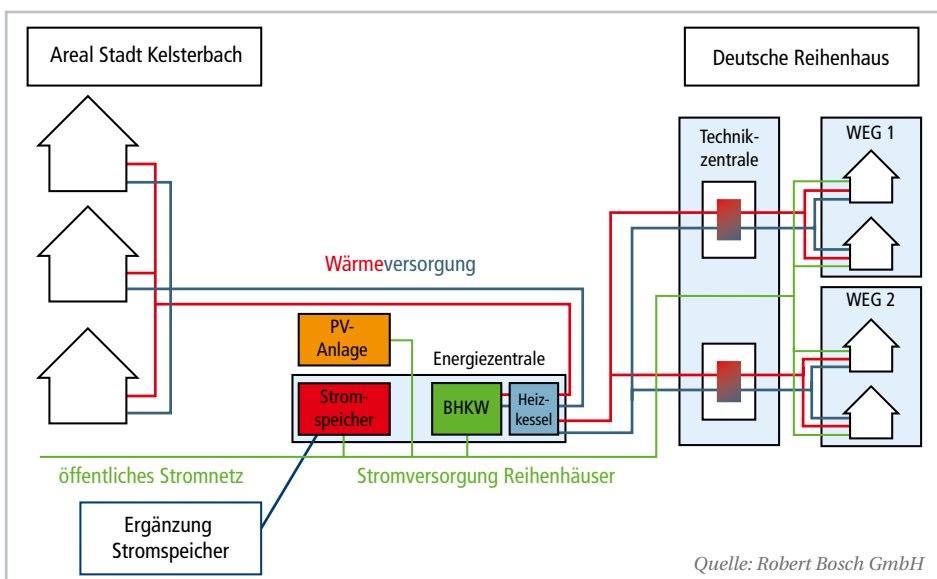 Areal Stadt Kelsterbach
Deutsche Reihenhaus
Technik-
zentrale
WEG 1
Wärmeversorgung
WEG 2
PV-
Anlage
Energiezentrale
Strom-
speicher
BHKW
Heiz-
kessel
öffentliches Stromnetz
Stromversorgung Reihenhäuser
Ergänzung
Stromspeicher
Quelle: Robert Bosch GmbH